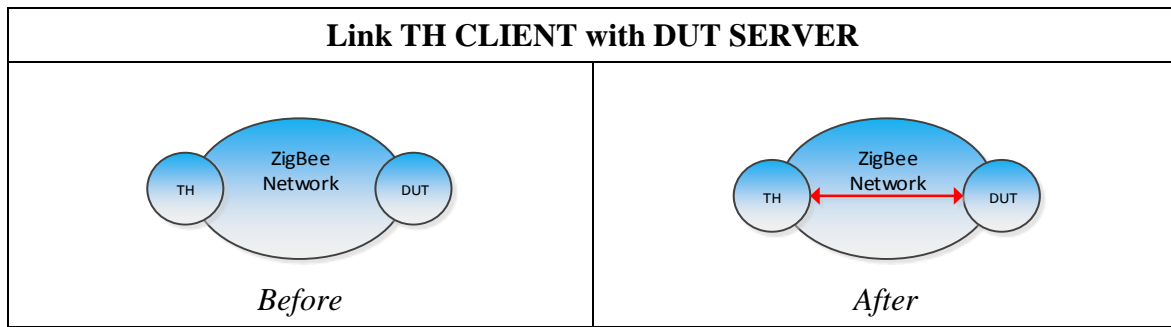 Link TH CLIENT with DUT SERVER
ZigBee
Network
TH
DUT
Before
ZigBee
Network
TH
DUT
After